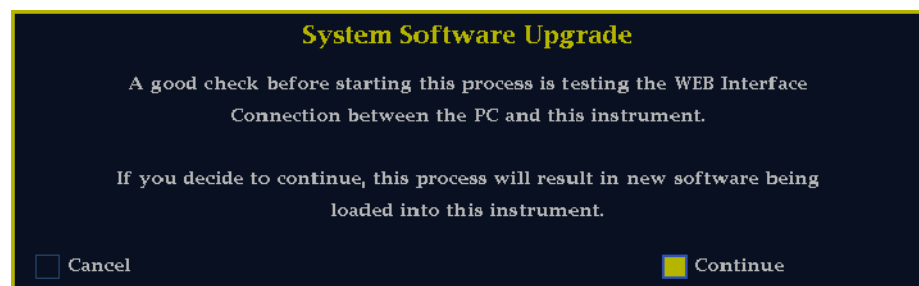 System Software Upgrade
A good check before starting this process is testing the WEB Interface
Connection between the PC and this instrument.
If you decide to continue, this process will result in new software being
loaded into this instrument.
Cancel
Continue